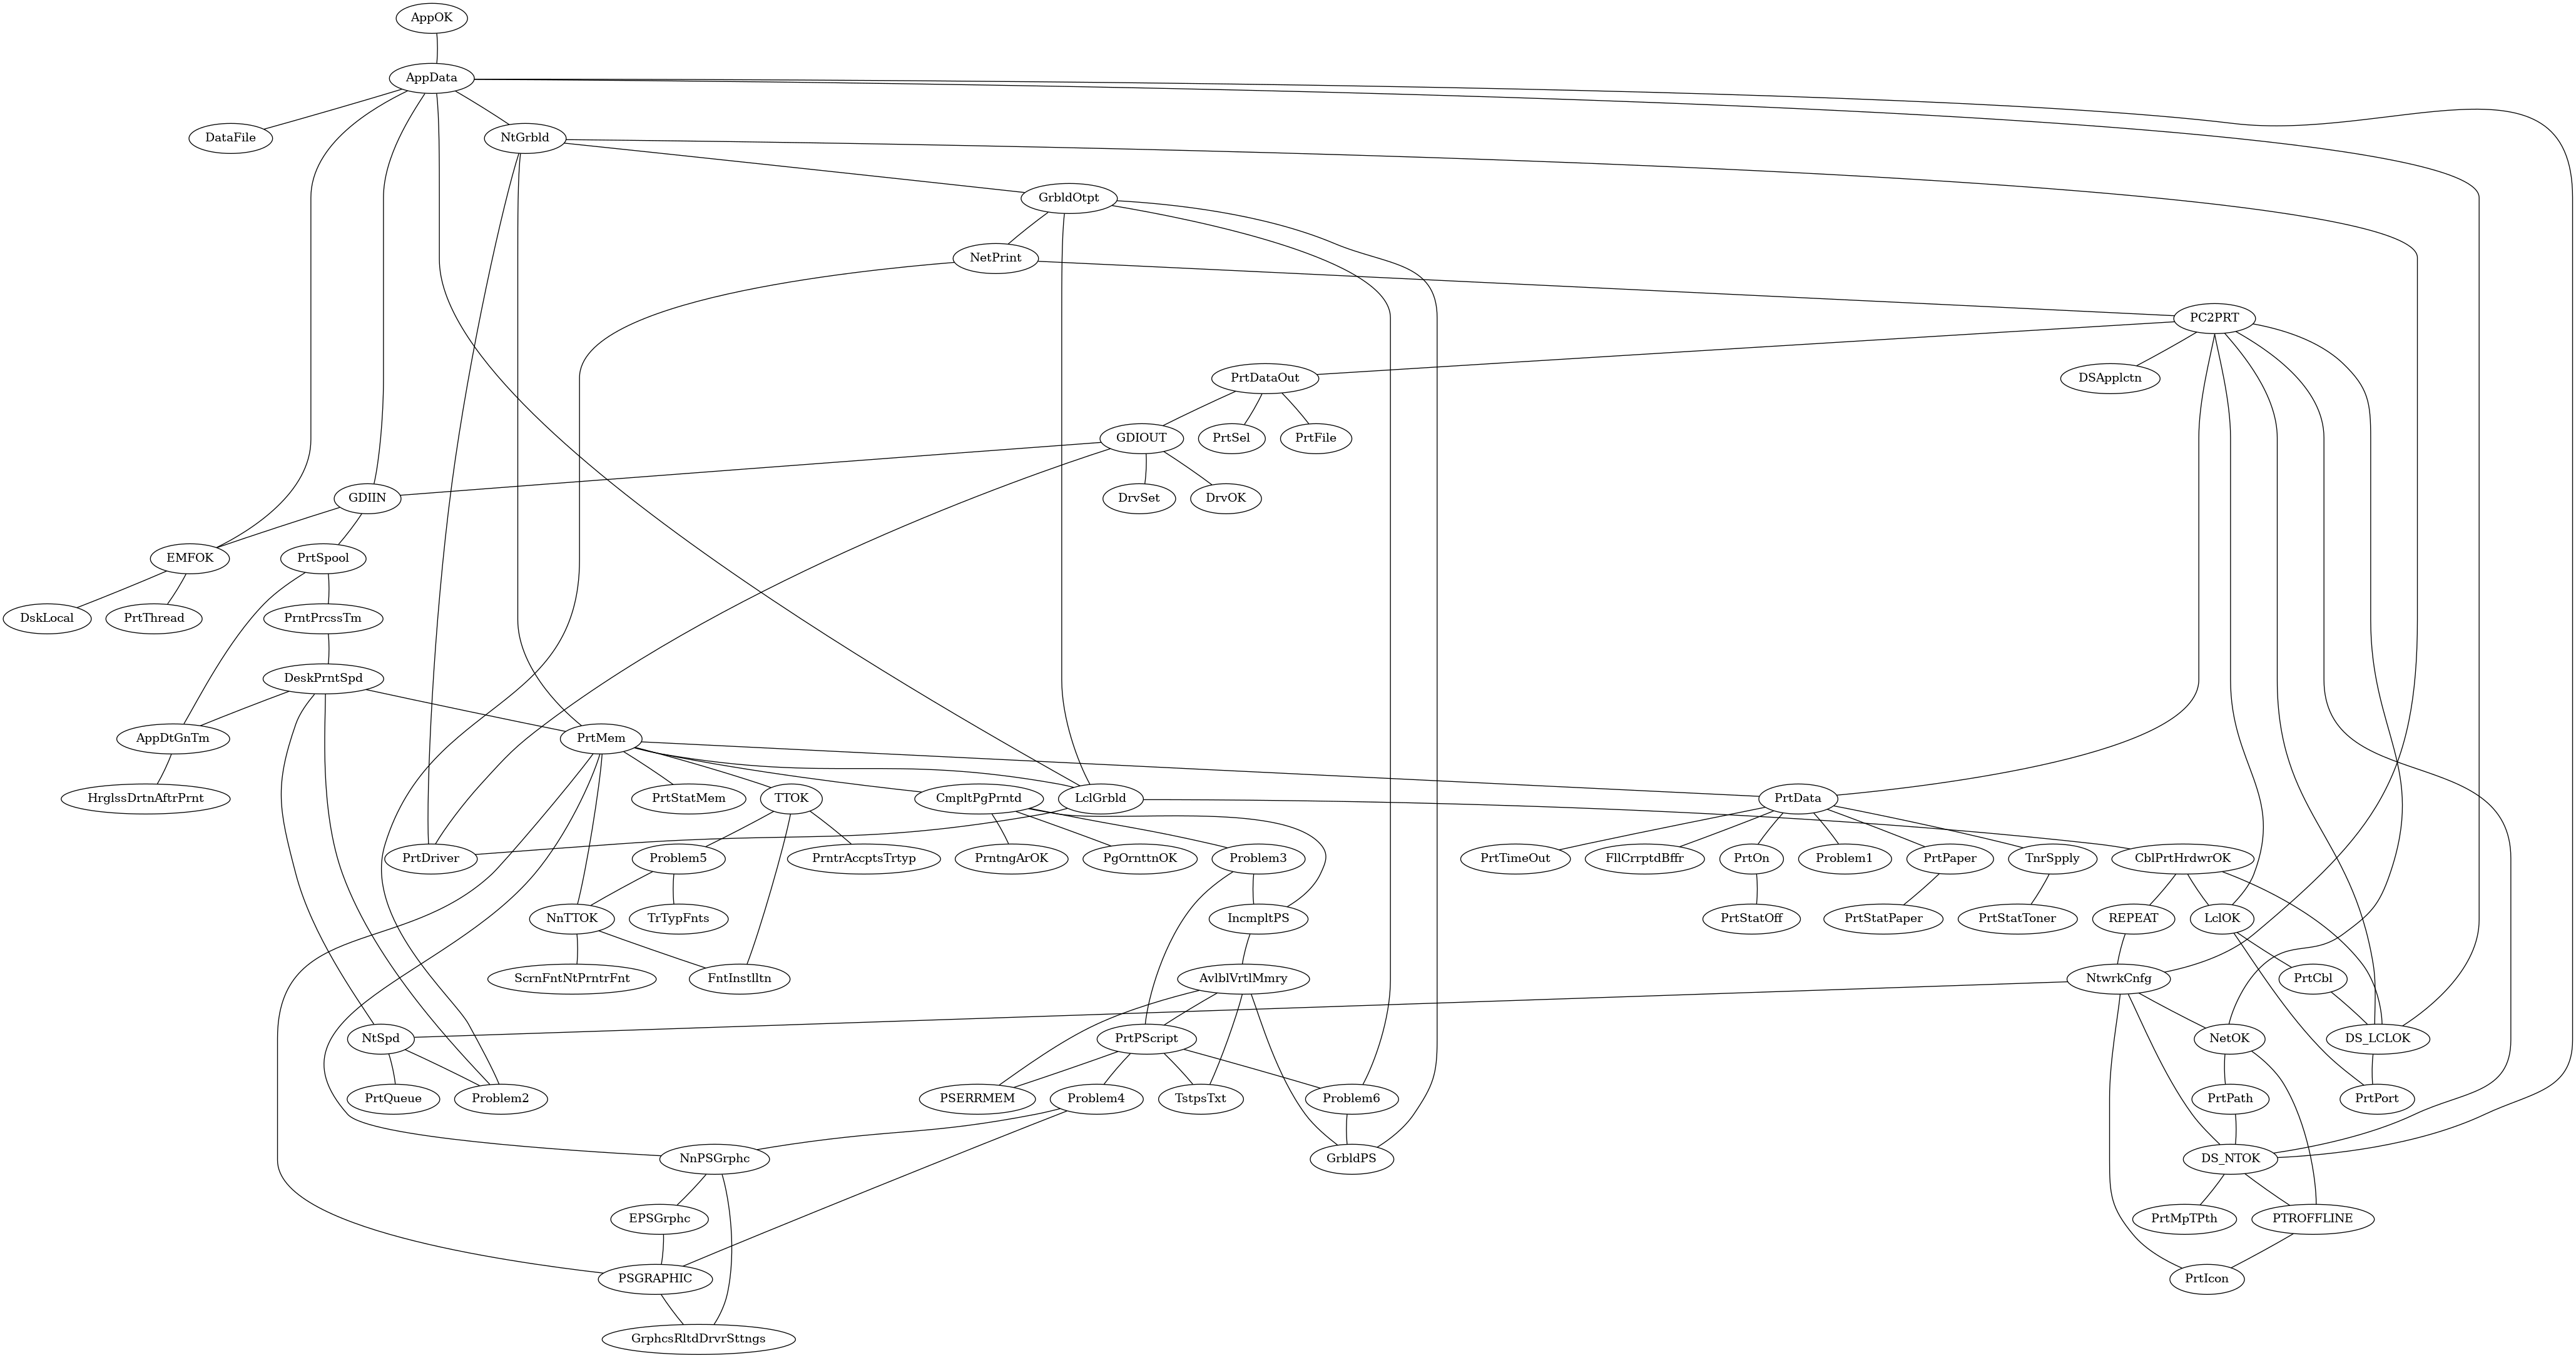 AppOK
AppData
DataFile
NtGrbld
GrbldOtpt
NetPrint
PC2PRT
PrtDataOut
DSApplctn
GDIOUT
PrtSel
PrtFile
GDIIN
DrvSet
DrvOK
EMFOK
PrtSpool
DskLocal
PrtThread
PrntPrcssTm
DeskPrntSpd
AppDtGnTm
PrtMem
HrglssDrtnAftrPrnt
PrtStatMem
TTOK
CmpltPgPrntd
LclGrbld
PrtData
PrtDriver
Problem5
PrntrAccptsTrtyp
PrntngArOK
PgOrnttnOK
Problem3
PrtTimeOut
FllCrrptdBffr
PrtOn
Problem1
PrtPaper
TnrSpply
CblPrtHrdwrOK
NnTTOK
TrTypFnts
IncmpltPS
PrtStatOff
PrtStatPaper
PrtStatToner
REPEAT
LclOK
ScrnFntNtPrntrFnt
FntInstlltn
AvlblVrtlMmry
NtwrkCnfg
PrtCbl
NtSpd
PrtPScript
NetOK
DS_LCLOK
PrtQueue
Problem2
PSERRMEM
Problem4
TstpsTxt
Problem6
PrtPath
PrtPort
NnPSGrphc
GrbldPS
DS_NTOK
EPSGrphc
PrtMpTPth
PTROFFLINE
PSGRAPHIC
PrtIcon
GrphcsRltdDrvrSttngs